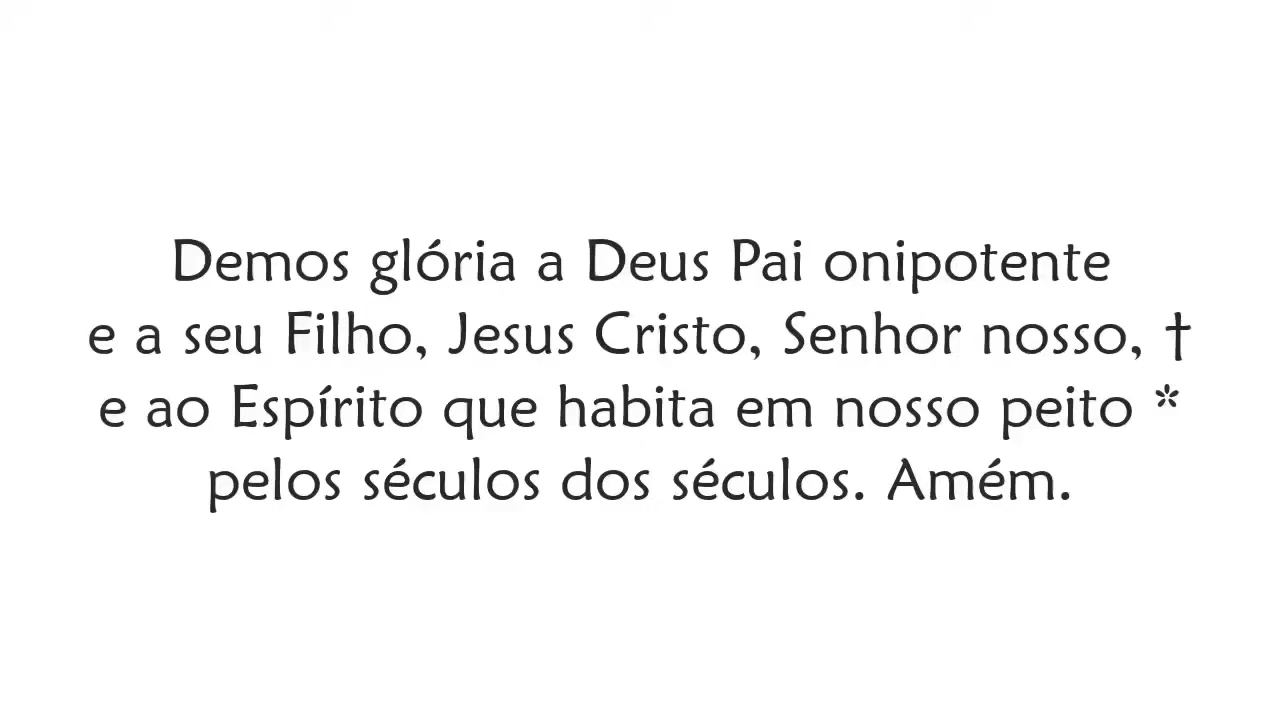 Demos glória a Deus Pai onipotente
e a seu Filho, Jesus Cristo, Senhor nosso, †
e ao Espírito que habita em nosso peito *
pelos séculos dos séculos. Amém.